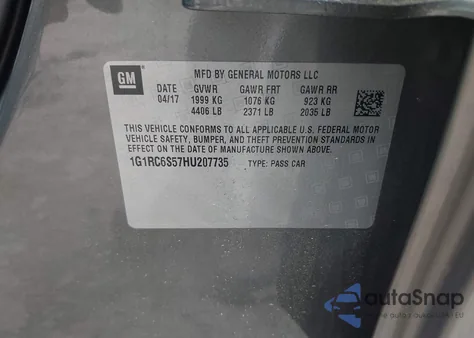 GM
MFD BY GENERAL MOTORS LLC
DATE GVWR GAWR FRT GAWR RR
04/17 1999 KG 1076 KG 923 KG
4406 LB 2371 LB 2035 LB
THIS VEHICLE CONFORMS TO ALL APPLICABLE U.S. FEDERAL MOTOR
VEHICLE SAFETY, BUMPER, AND THEFT PREVENTION STANDARDS
IN EFFECT ON THE DATE OF MANUFACTURE SHOWN ABOVE.
1G1RC6S57HU207735 TYPE: PASS CAR
autoSnap